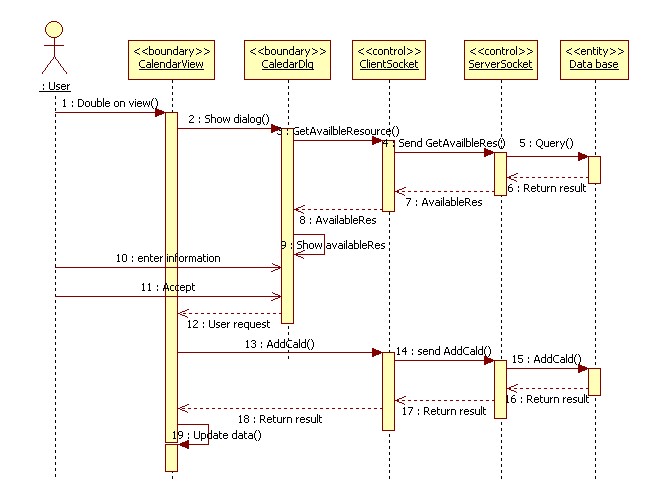 <<boundary>>
CalendarView
<<boundary>>
CaledarDlg
<<control>>
ClientSocket
<<control>>
ServerSocket
<<entity>>
Data base
: User
1 : Double on view()
2 : Show dialog()
3 : GetAvailbleResource()
4 : Send GetAvailbleRes()
5 : Query()
6 : Return result
7 : AvailableRes
8 : AvailableRes
9 : Show availableRes
10 : enter information
11 : Accept
12 : User request
13 : AddCald()
14 : send AddCald()
15 : AddCald()
16 : Return result
17 : Return result
18 : Return result
19 : Update data()